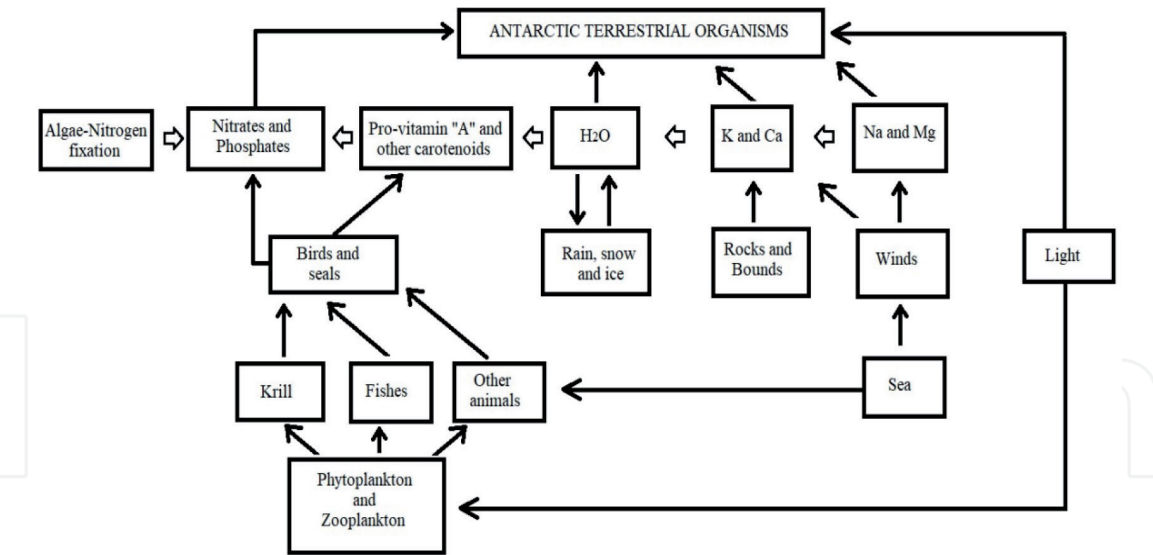 ANTARCTIC TERRESTRIAL ORGANISMS
Algae-Nitrogen
fixation
Nitrates and
Phosphates
Pro-vitamin "A" and
other carotenoids
H2O
K and Ca
Na and Mg
Birds and
seals
Rain, snow
and ice
Rocks and
Bounds
Winds
Light
Krill
Fishes
Other
animals
Sea
Phytoplankton
and
Zooplankton